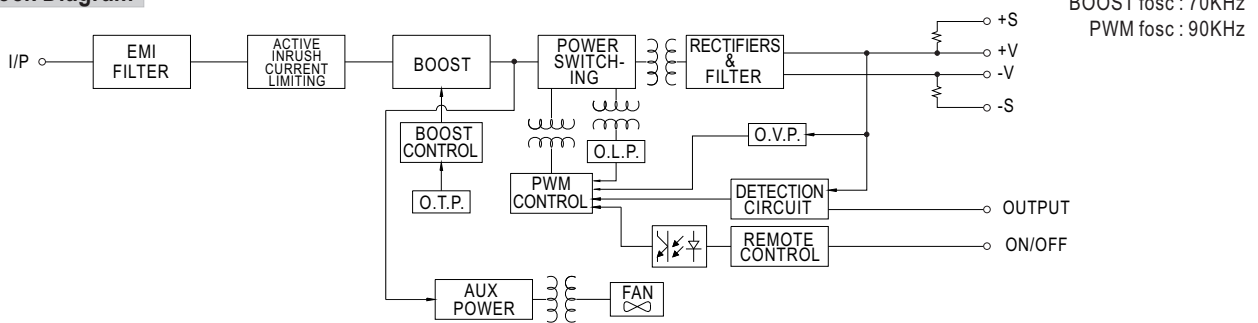 Diagram
BOOST fosc : 70KHz
PWM fosc : 90KHz
I/P
EMI
FILTER
ACTIVE
INRUSH
CURRENT
LIMITING
BOOST
POWER
SWITCH-
ING
RECTIFIERS
&
FILTER
+S
+V
-V
-S
BOOST
CONTROL
O.T.P.
O.L.P.
O.V.P.
PWM
CONTROL
DETECTION
CIRCUIT
OUTPUT
REMOTE
CONTROL
ON/OFF
AUX
POWER
FAN